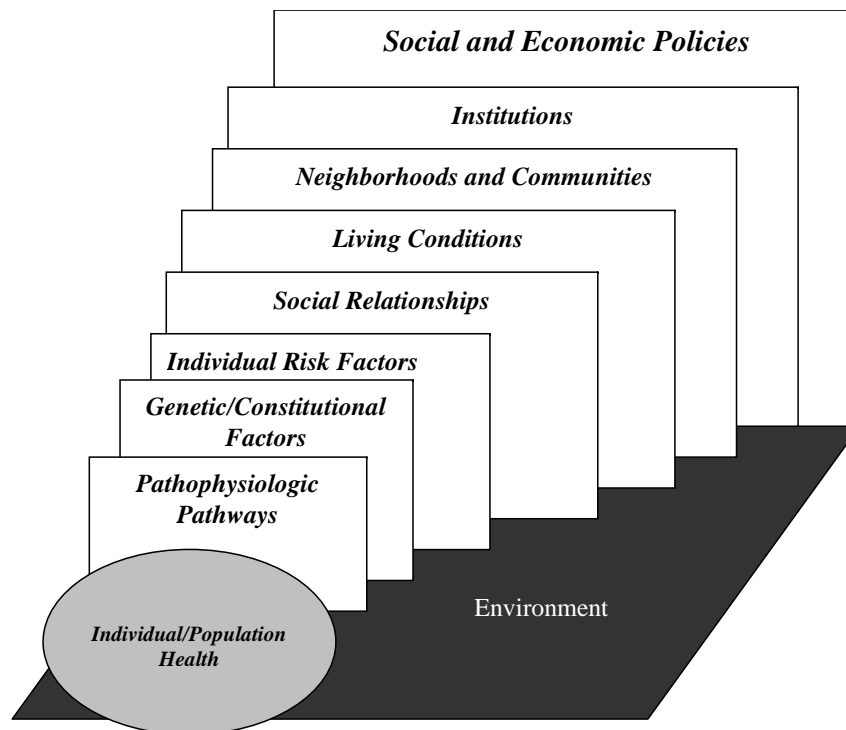 Social and Economic Policies
Institutions
Neighborhoods and Communities
Living Conditions
Social Relationships
Individual Risk Factors
Genetic/Constitutional
Factors
Pathophysiologic
Pathways
Environment
Individual/Population
Health